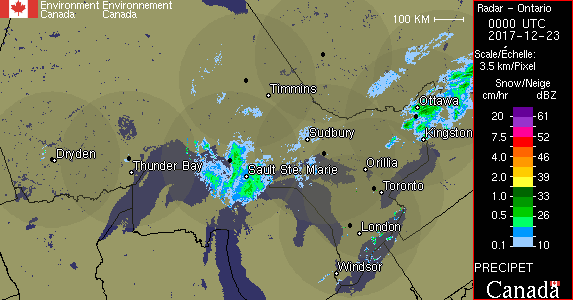 Environment Environnement
Canada Canada
100 KM
Timmins
Ottawa
Sudbury
Kingston
Dryden
Thunder Bay
Orillia
Sault Ste. Marie
Toronto
London
Windsor
Radar - Ontario
0000 UTC
2017-12-23
Scale/Échelle:
3.5 km/Pixel
Snow/Neige
cm/hr dBZ
20 61
7.5 52
4.0 46
2.0 39
1.0 33
0.5 26
0.1 10
PRECIPET
Canada